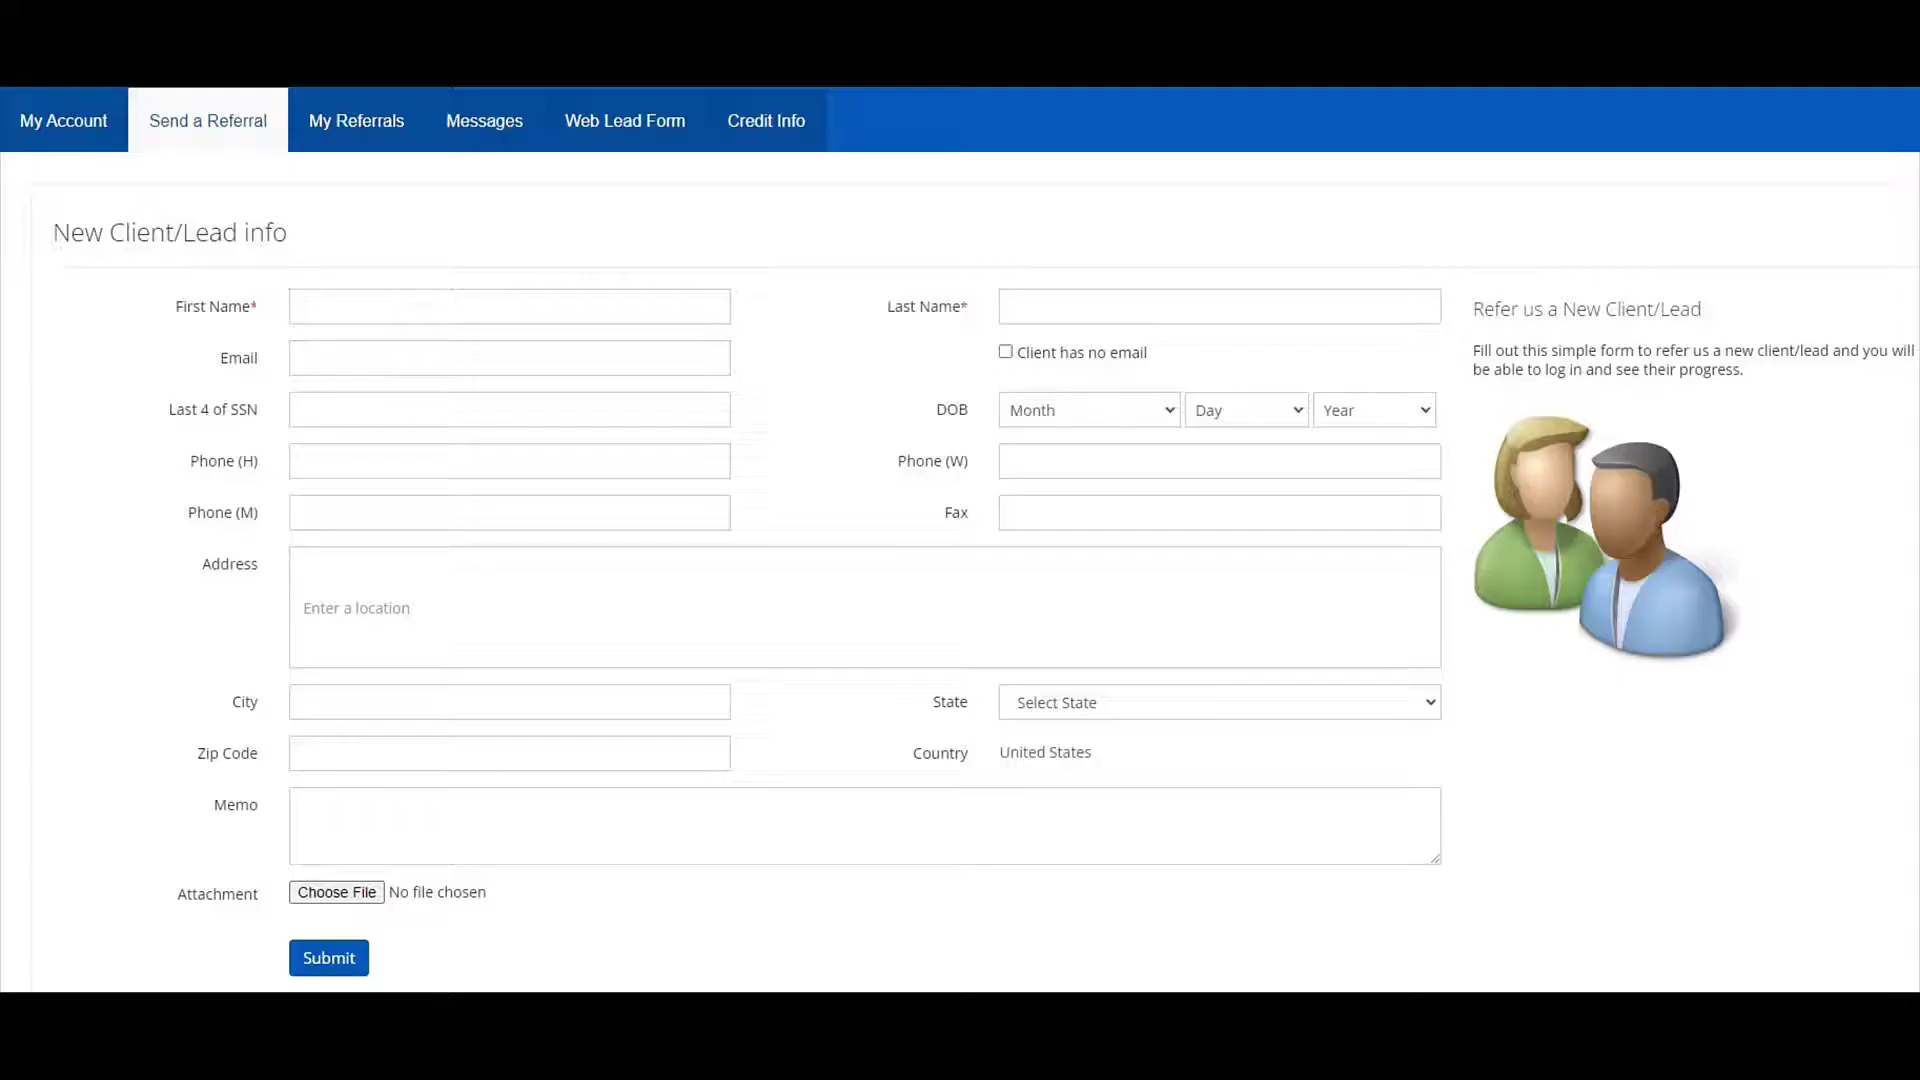 My Account Send a Referral My Referrals Messages Web Lead Form Credit Info
New Client/Lead info
First Name* Last Name*
Email Client has no email
Last 4 of SSN DOB Month Day Year
Phone (H) Phone (W)
Phone (M) Fax
Address
Enter a location
City State Select State
Zip Code Country United States
Memo
Attachment Choose File No file chosen
Submit
Refer us a New Client/Lead
Fill out this simple form to refer us a new client/lead and you will
be able to log in and see their progress.